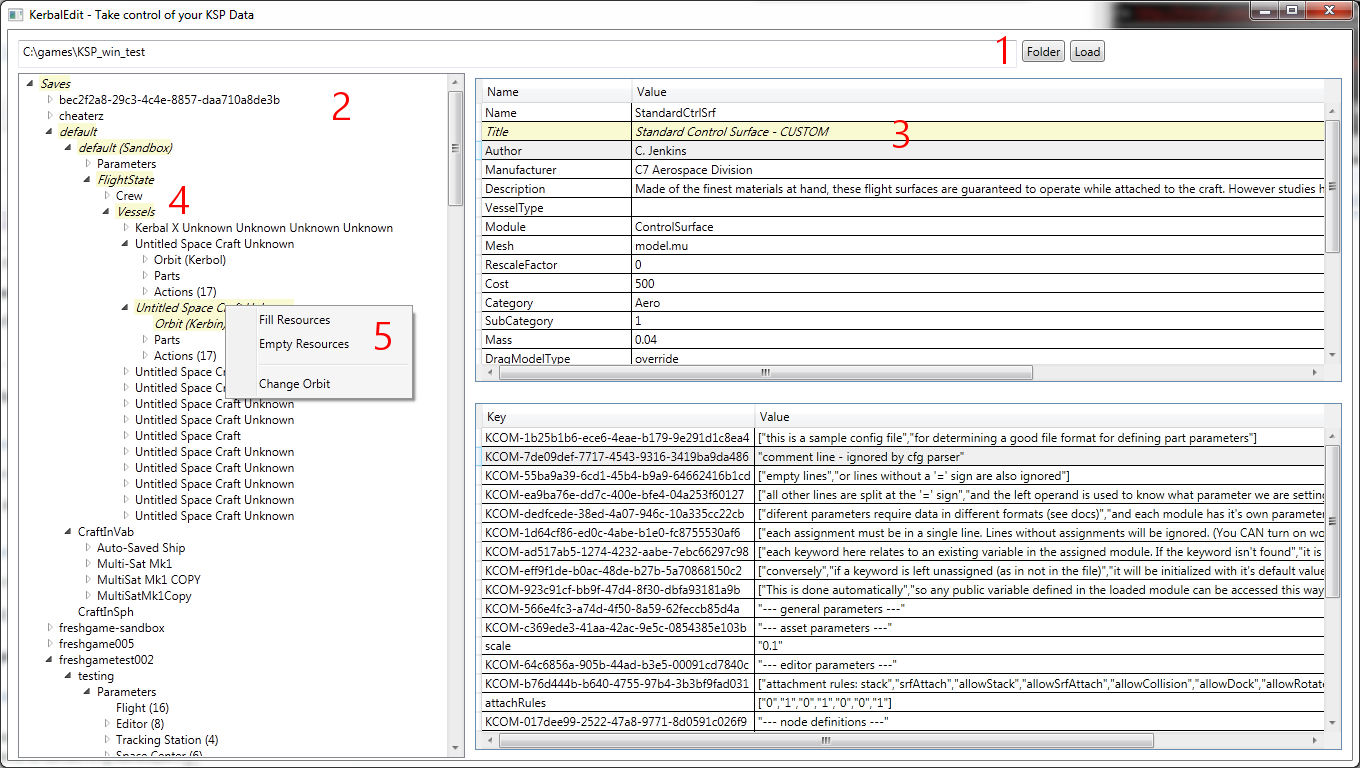 KerbalEdit - Take control of your KSP Data
C:\games\KSP_win_test
1
Folder
Load
Saves
bec2f2a8-29c3-4c4e-8857-daa710a8de3b
2
cheaterz
default
default (Sandbox)
Parameters
FlightState
4
Crew
Vessels
Kerbal X Unknown Unknown Unknown Unknown
Untitled Space Craft Unknown
Orbit (Kerbol)
Parts
Actions (17)
Untitled Space Craft
Orbit (Kerbin)
Parts
Actions (17)
Untitled Space Cr
Untitled Space Cr
Untitled Space Craft Unknown
Untitled Space Craft Unknown
Untitled Space Craft
Untitled Space Craft Unknown
Untitled Space Craft Unknown
Untitled Space Craft Unknown
Untitled Space Craft Unknown
Untitled Space Craft Unknown
CraftInVab
Auto-Saved Ship
Multi-Sat Mk1
MultiSat Mk1 COPY
MultiSatMk1Copy
CraftInSph
freshgame-sandbox
freshgame005
freshgametest002
testing
Parameters
Flight (16)
Editor (8)
Tracking Station (4)
Space Center (6)
Fill Resources
Empty Resources
5
Change Orbit
Name Value
Name StandardCtrlSrf
Title Standard Control Surface - CUSTOM
3
Author C. Jenkins
Manufacturer C7 Aerospace Division
Description Made of the finest materials at hand, these flight surfaces are guaranteed to operate while attached to the craft. However studies h
VesselType
Module ControlSurface
Mesh model.mu
RescaleFactor 0
Cost 500
Category Aero
SubCategory 1
Mass 0.04
DragModelType override
Key Value
KCOM-1b25b1b6-ece6-4eae-b179-9e291d1c8ea4 ["this is a sample config file","for determining a good file format for defining part parameters"]
KCOM-7de09def-7717-4543-9316-3419ba9da486 "comment line - ignored by cfg parser"
KCOM-55ba9a39-6cd1-45b4-b9a9-64662416b1cd ["empty lines","or lines without a '=' sign are also ignored"]
KCOM-ea9ba76e-dd7c-400e-bfe4-04a253f60127 ["all other lines are split at the '=' sign","and the left operand is used to know what parameter we are setting
KCOM-dedfcede-38ed-4a07-946c-10a335cc22cb ["diferent parameters require data in different formats (see docs)","and each module has it's own parameter
KCOM-1d64cf86-ed0c-4abe-b1e0-fc8755530af6 ["each assignment must be in a single line. Lines without assignments will be ignored. (You CAN turn on wo
KCOM-ad517ab5-1274-4232-aabe-7ebc66297c98 ["each keyword here relates to an existing variable in the assigned module. If the keyword isn't found","it is
KCOM-eff9f1de-b0ac-48de-b27b-5a70868150c2 ["conversely","if a keyword is left unassigned (as in not in the file)","it will be initialized with it's default value
KCOM-923c91cf-bb9f-47d4-8f30-dbfa93181a9b ["This is done automatically","so any public variable defined in the loaded module can be accessed this way
KCOM-566e4fc3-a74d-4f50-8a59-62feccb85d4a "--- general parameters ---"
KCOM-c369ede3-41aa-42ac-9e5c-0854385e103b "--- asset parameters ---"
scale "0.1"
KCOM-64c6856a-905b-44ad-b3e5-00091cd7840c "--- editor parameters ---"
KCOM-b76d444b-b640-4755-97b4-3b3bf9fad031 ["attachment rules: stack","srfAttach","allowStack","allowSrfAttach","allowCollision","allowDock","allowRotate
attachRules ["0","1","0","1","0","0","1"]
KCOM-017dee99-2522-47a8-9771-8d0591c026f9 "--- node definitions ---"